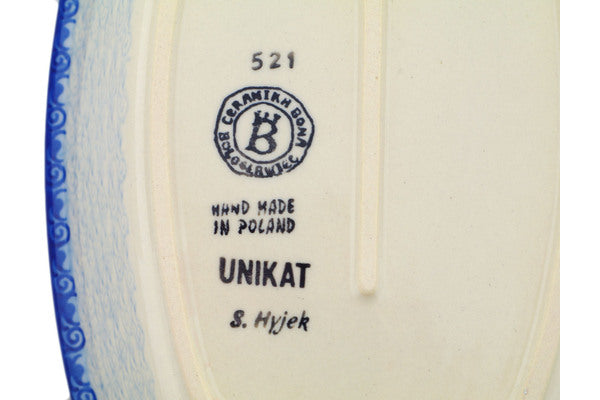 521
CERAMIKA BONA
B
BOLESŁAWIEC
HAND MADE
IN POLAND
UNIKAT
S. Hyjek